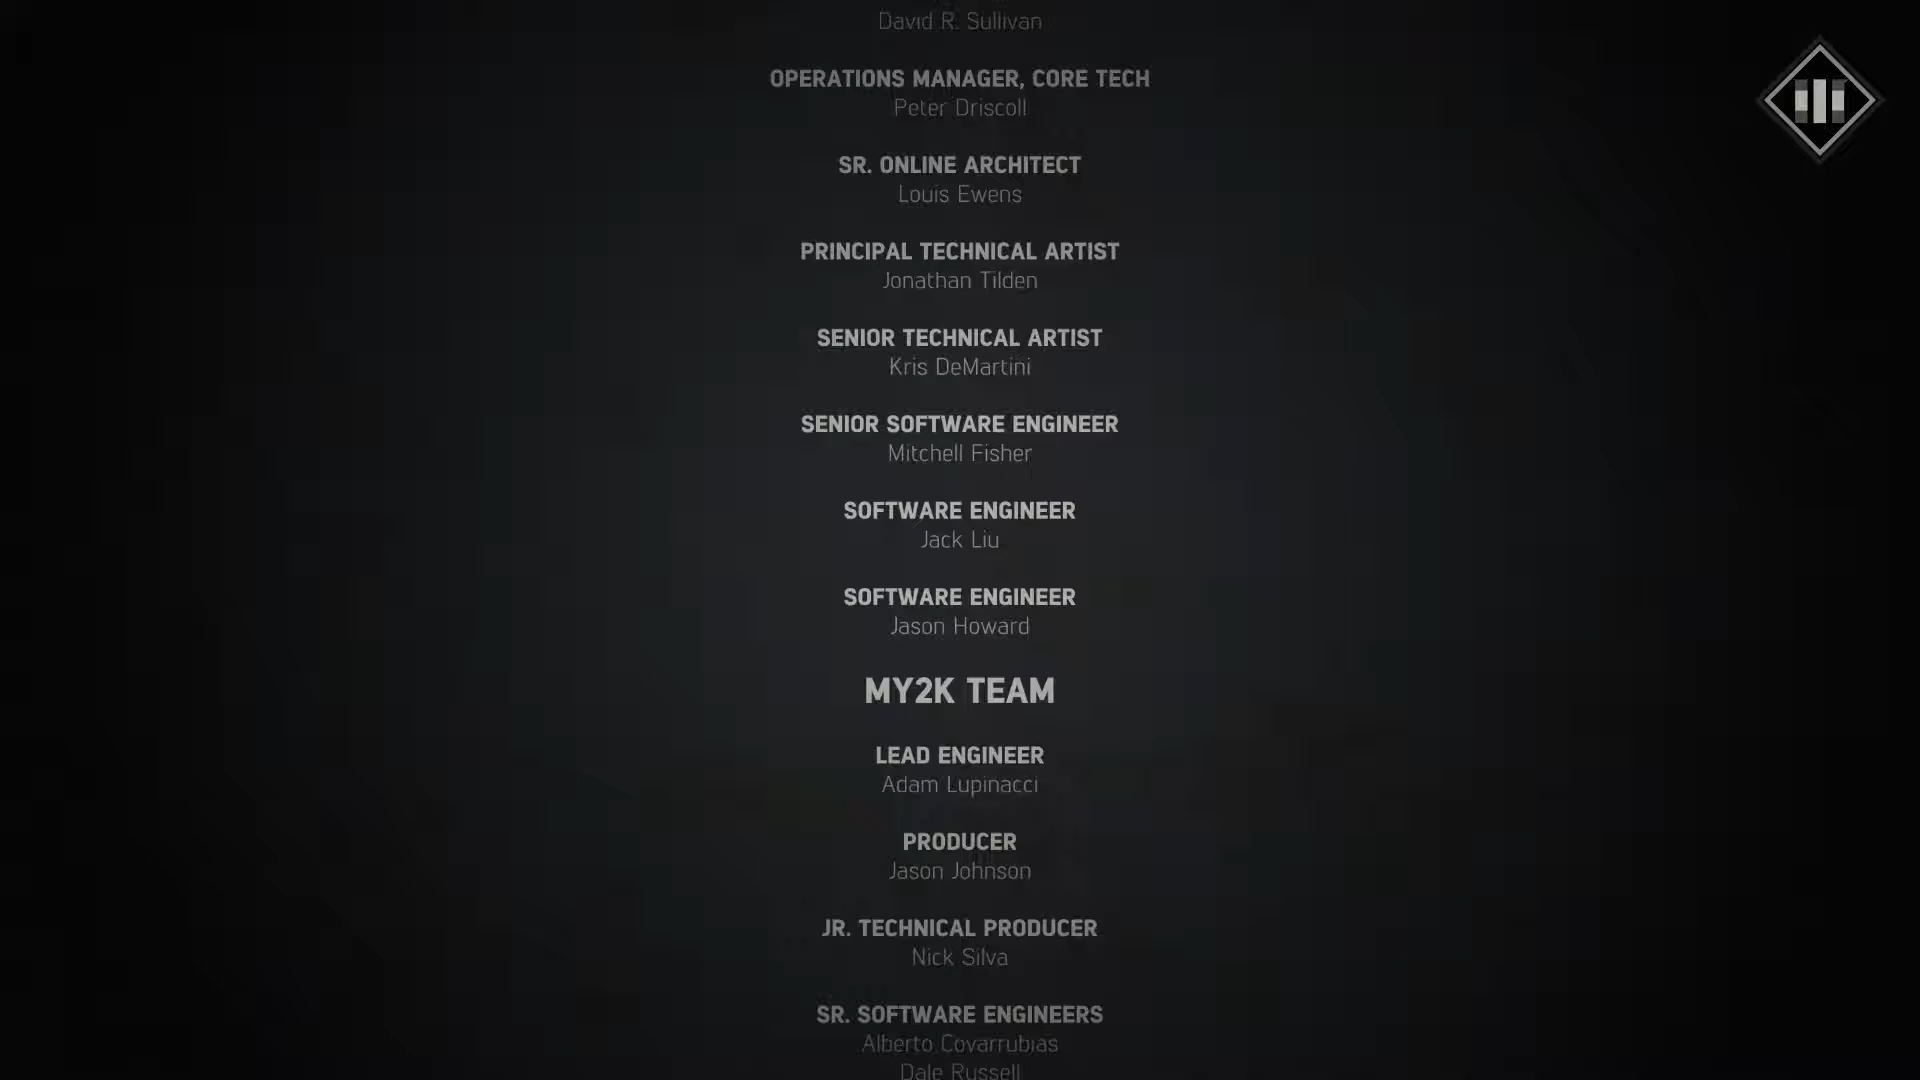 David R. Sullivan
OPERATIONS MANAGER, CORE TECH
Peter Driscoll
SR. ONLINE ARCHITECT
Louis Ewens
PRINCIPAL TECHNICAL ARTIST
Jonathan Tilden
SENIOR TECHNICAL ARTIST
Kris DeMartini
SENIOR SOFTWARE ENGINEER
Mitchell Fisher
SOFTWARE ENGINEER
Jack Liu
SOFTWARE ENGINEER
Jason Howard
MY2K TEAM
LEAD ENGINEER
Adam Lupinacci
PRODUCER
Jason Johnson
JR. TECHNICAL PRODUCER
Nick Silva
SR. SOFTWARE ENGINEERS
Alberto Covarrubias
Dale Russell